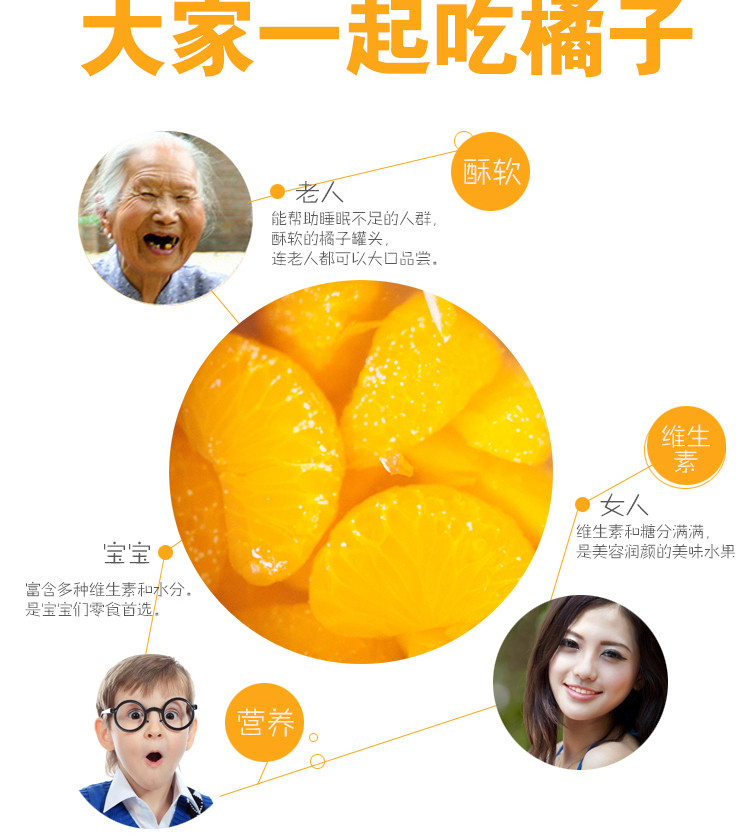 大家一起吃橘子
酥软
老人
能帮助睡眠不足的人群,
酥软的橘子罐头,
连老人都可以大口品尝。
维生
素
女人
维生素和糖分满满,
是美容润颜的美味水果
宝宝
富含多种维生素和水分。
是宝宝们零食首选。
营养